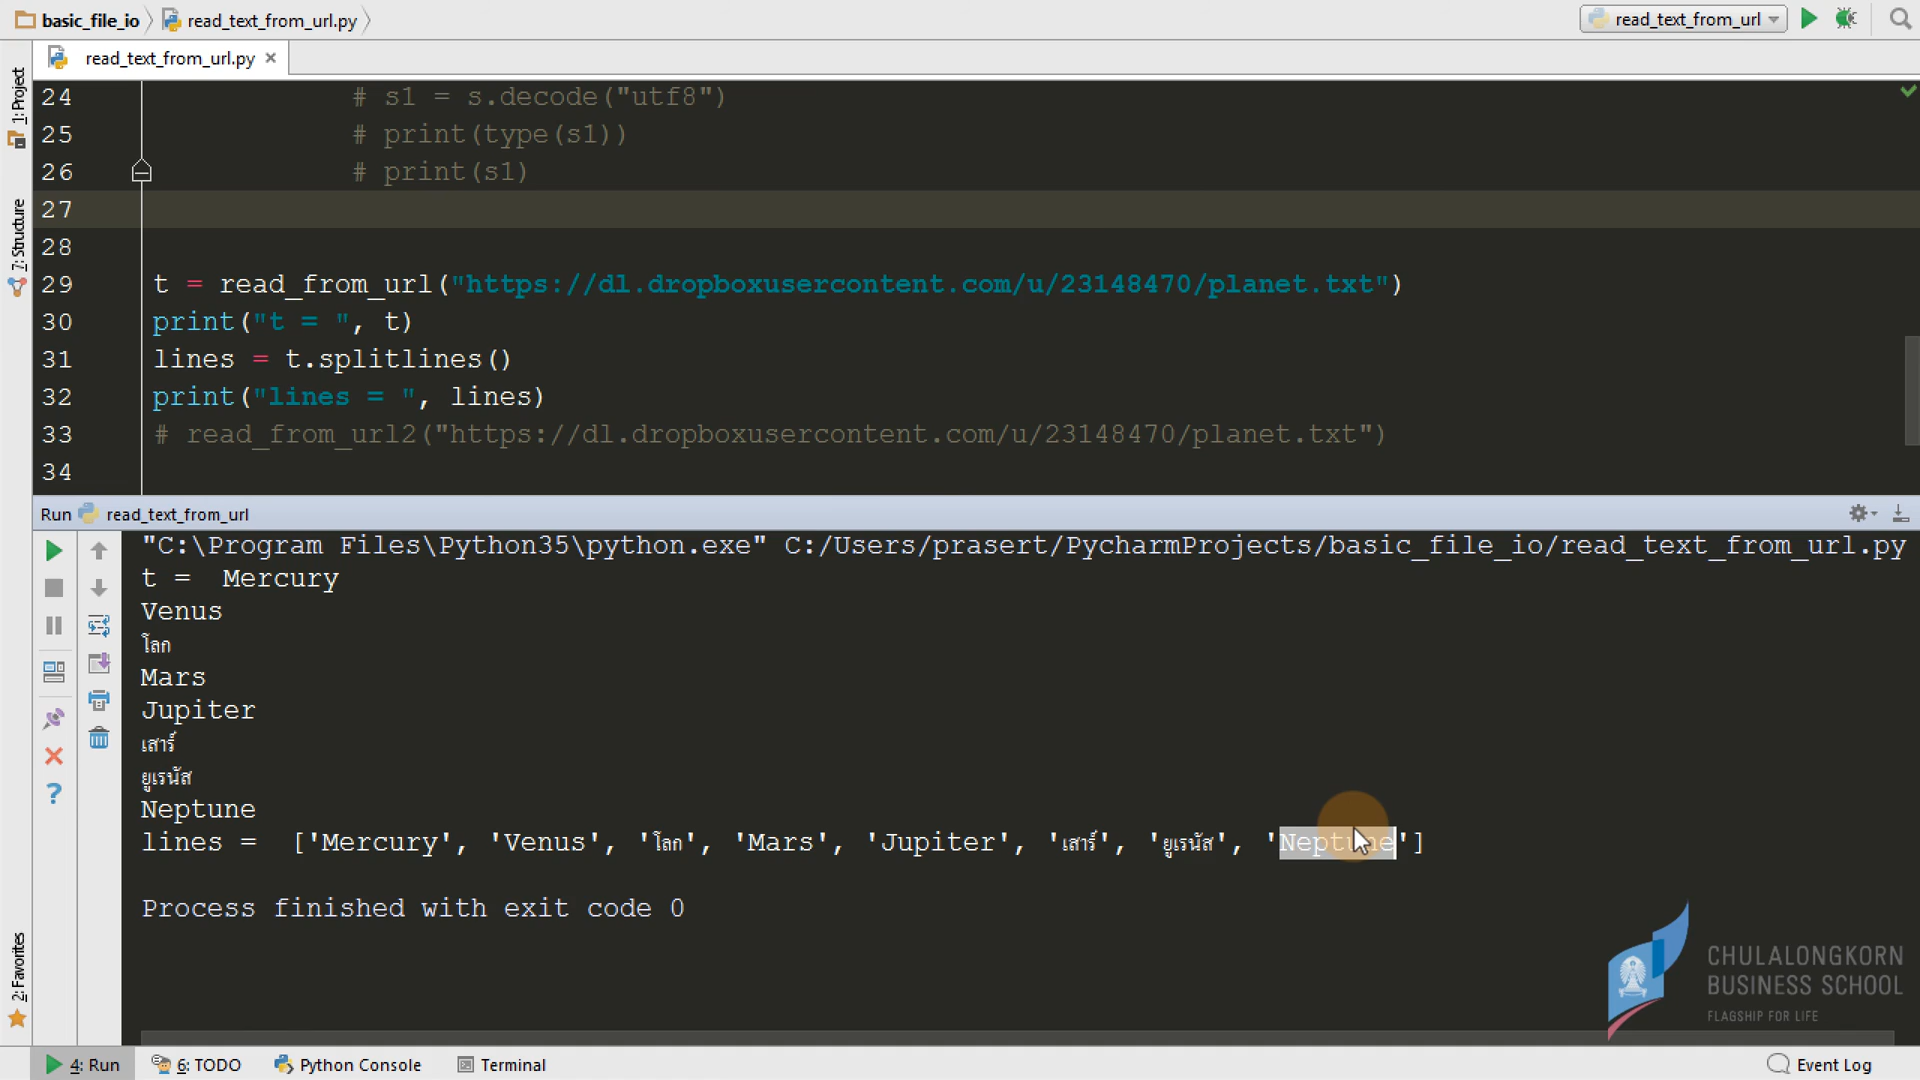 basic_file_io read_text_from_url.py read_text_from_url
read_text_from_url.py
1: Project
7: Structure
2: Favorites
24 # s1 = s.decode("utf8")
25 # print(type(s1))
26 # print(s1)
27
28
29 t = read_from_url("https://dl.dropboxusercontent.com/u/23148470/planet.txt")
30 print("t = ", t)
31 lines = t.splitlines()
32 print("lines = ", lines)
33 # read_from_url2("https://dl.dropboxusercontent.com/u/23148470/planet.txt")
34
Run read_text_from_url
"C:\Program Files\Python35\python.exe" C:/Users/prasert/PycharmProjects/basic_file_io/read_text_from_url.py
t =  Mercury
Venus
โลก
Mars
Jupiter
เสาร์
ยูเรนัส
Neptune
lines =  ['Mercury', 'Venus', 'โลก', 'Mars', 'Jupiter', 'เสาร์', 'ยูเรนัส', 'Neptune']
Process finished with exit code 0
CHULALONGKORN
BUSINESS SCHOOL
FLAGSHIP FOR LIFE
4: Run 6: TODO Python Console Terminal Event Log